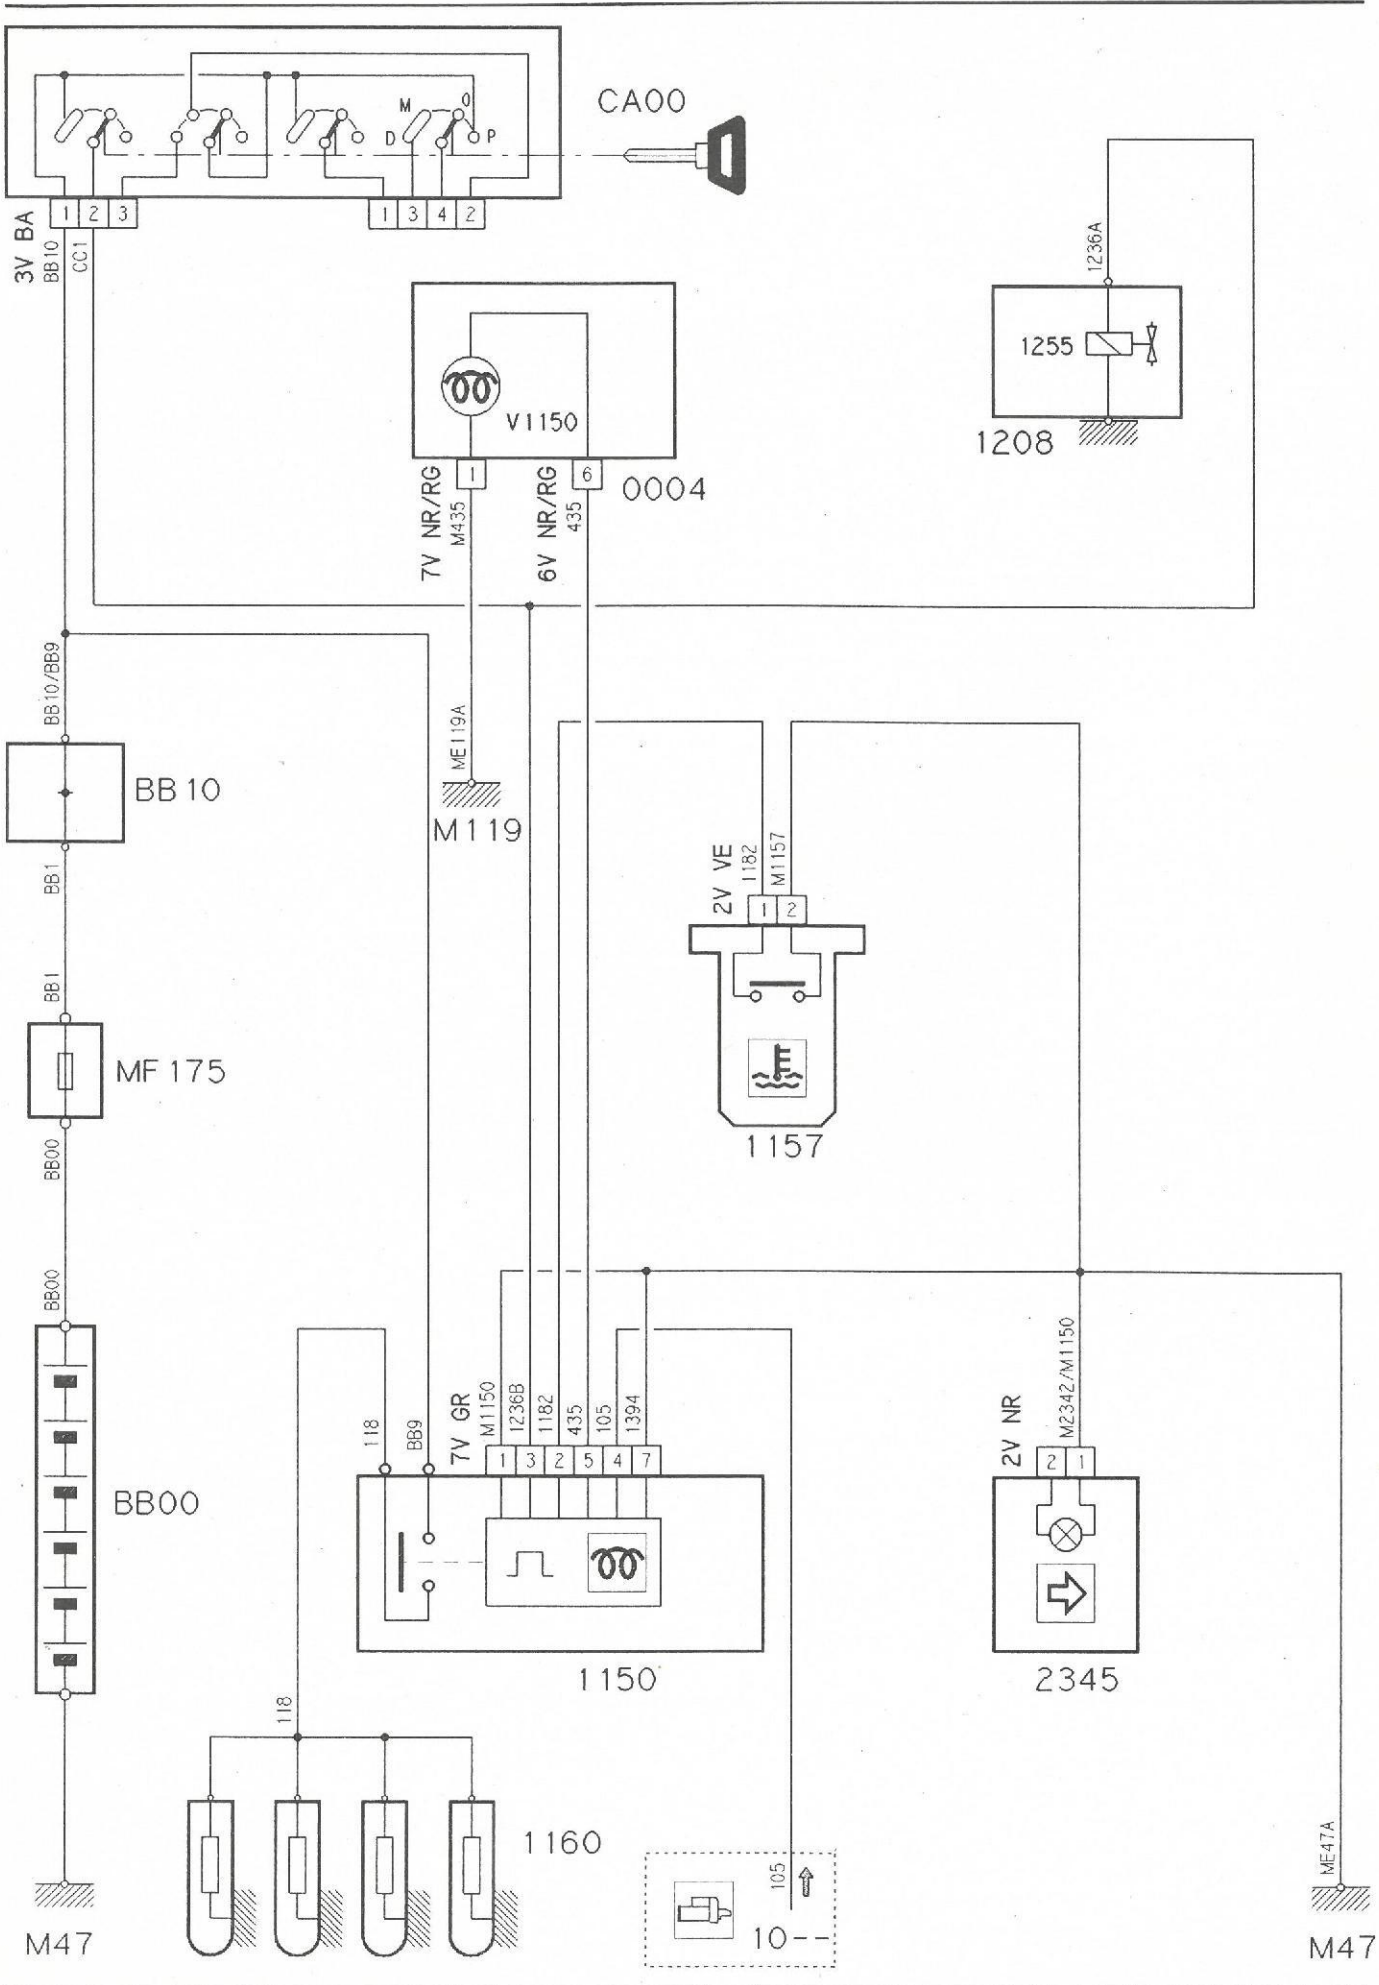 CA00
M
O
D
P
1 2 3
1 3 4 2
3V BA
BB10
CC1
1236A
1255
1208
V1150
1
6
0004
7V NR/RG
M435
6V NR/RG
435
BB10/BB9
BB10
ME119A
M119
BB1
2V VE
1182
M1157
1 2
1157
BB1
MF175
BB00
BB00
BB00
118
BB9
7V GR
M1150
1236B
1182
435
105
1394
1 3 2 5 4 7
1150
2V NR
M2342/M1150
2 1
2345
118
1160
105
10--
ME47A
M47
M47